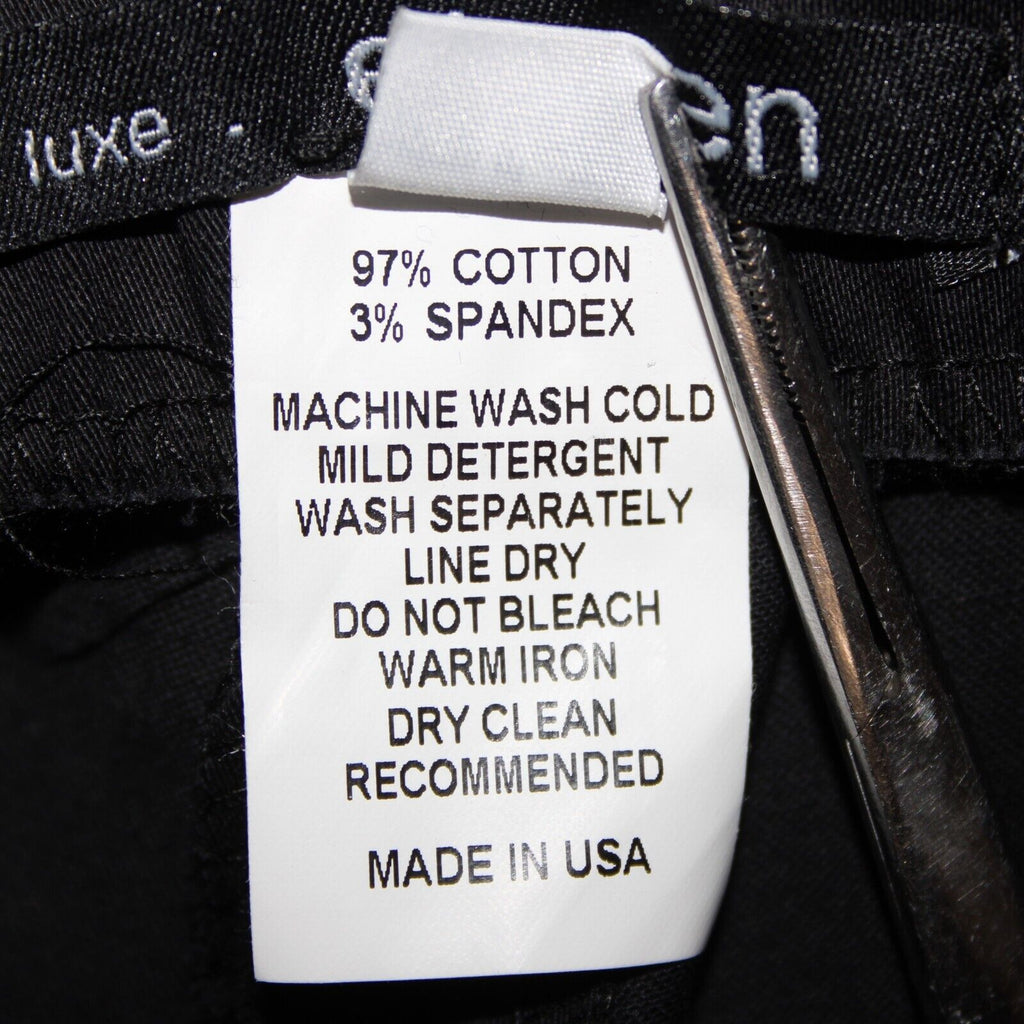 luxe
97% COTTON
3% SPANDEX
MACHINE WASH COLD
MILD DETERGENT
WASH SEPARATELY
LINE DRY
DO NOT BLEACH
WARM IRON
DRY CLEAN
RECOMMENDED
MADE IN USA